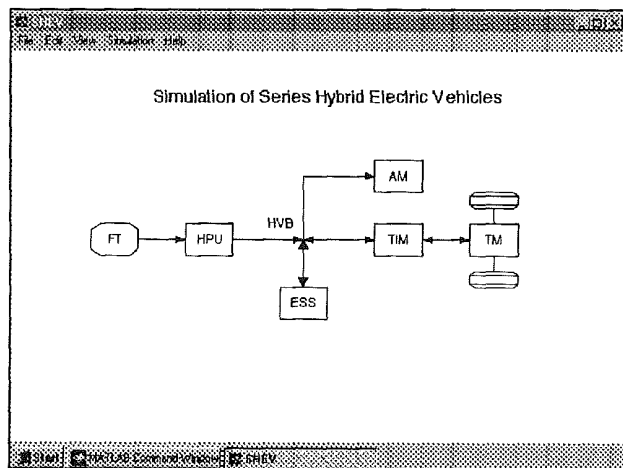 SHEV
File Edit View Simulation Help
Simulation of Series Hybrid Electric Vehicles
AM
HVB
FT
HPU
TIM
TM
ESS
Start
MATLAB Command Window
SHEV